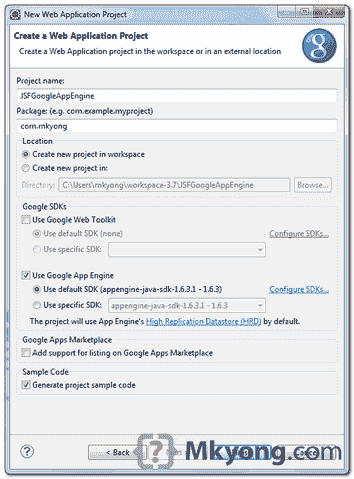 New Web Application Project
Create a Web Application Project
Create a Web Application project in the workspace or in an external location
Project name:
JSFGoogleAppEngine
Package: (e.g. com.example.myproject)
com.mkyong
Location
Create new project in workspace
Create new project in:
Directory: C:\Users\mkyong\workspace-3.7\JSFGoogleAppEngine Browse...
Google SDKs
Use Google Web Toolkit
Use default SDK (none) Configure SDKs...
Use specific SDK:
Use Google App Engine
Use default SDK (appengine-java-sdk-1.6.3.1 - 1.6.3) Configure SDKs...
Use specific SDK: appengine-java-sdk-1.6.3.1 - 1.6.3
The project will use App Engine's High Replication Datastore (HRD) by default.
Google Apps Marketplace
Add support for listing on Google Apps Marketplace
Sample Code
Generate project sample code
< Back
Mkyong.com